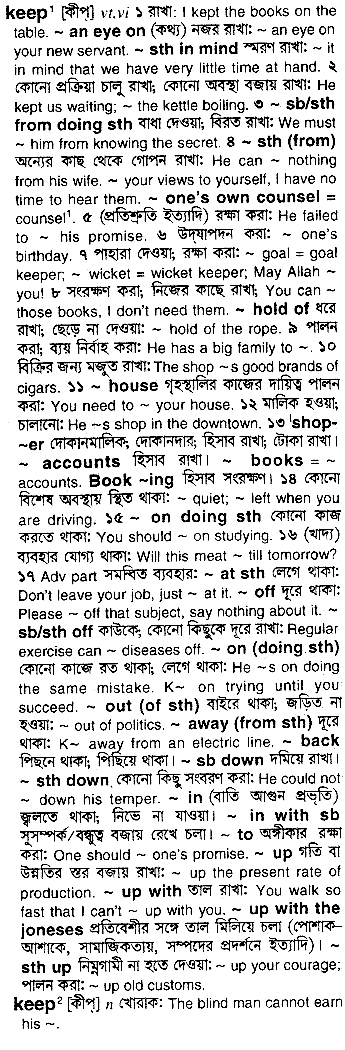 keep¹ [কীপ্] vt,vi ১ রাখা: I kept the books on the
table. ~ an eye on (কথ্য) নজর রাখা: ~ an eye on
your new servant. ~ sth in mind স্মরণ রাখা: ~ it
in mind that we have very little time at hand. ২
কোনো প্রক্রিয়া চালু রাখা; কোনো অবস্থা বজায় রাখা: He
kept us waiting; ~ the kettle boiling. ৩ ~ sb/sth
from doing sth বাধা দেওয়া; বিরত রাখা: We must
~ him from knowing the secret. ৪ ~ sth (from)
অন্যের কাছ থেকে গোপন রাখা: He can ~ nothing
from his wife. ~ your views to yourself, I have no
time to hear them. ~ one's own counsel =
counsel¹. ৫ (প্রতিশ্রুতি ইত্যাদি) রক্ষা করা: He failed
to ~ his promise. ৬ উদ্‌যাপন করা: ~ one's
birthday. ৭ পাহারা দেওয়া; রক্ষা করা: ~ goal = goal
keeper; ~ wicket = wicket keeper; May Allah ~
you! ৮ সংরক্ষণ করা; নিজের কাছে রাখা; You can ~
those books, I don't need them. ~ hold of ধরে
রাখা; ছেড়ে না দেওয়া: ~ hold of the rope. ৯ পালন
করা; ব্যয় নির্বাহ করা: He has a big family to ~. ১০
বিক্রির জন্য মজুত রাখা: The shop ~s good brands of
cigars. ১১ ~ house গৃহস্থালির কাজের দায়িত্ব পালন
করা: You need to ~ your house. ১২ মালিক হওয়া;
চালানো: He ~s shop in the downtown. ১৩ ˈshop-
~er দোকানমালিক; দোকানদার; হিসাব রাখা; টোকা রাখা।
~ accounts হিসাব রাখা। ~ books = ~
accounts. Book ~ing হিসাব সংরক্ষণ। ১৪ কোনো
বিশেষ অবস্থায় স্থিত থাকা: ~ quiet; ~ left when you
are driving. ১৫ ~ on doing sth কোনো কাজ
করতে থাকা: You should ~ on studying. ১৬ (খাদ্য)
ব্যবহার যোগ্য থাকা: Will this meat ~ till tomorrow?
১৭ Adv part সমন্বিত ব্যবহার: ~ at sth লেগে থাকা:
Don't leave your job, just ~ at it. ~ off দূরে থাকা:
Please ~ off that subject, say nothing about it. ~
sb/sth off কাউকে; কোনো কিছুকে দূরে রাখা: Regular
exercise can ~ diseases off. ~ on (doing sth)
কোনো কাজে রত থাকা; লেগে থাকা: He ~s on doing
the same mistake. K~ on trying until you
succeed. ~ out (of sth) বাইরে থাকা; জড়িত না
হওয়া: ~ out of politics. ~ away (from sth) দূরে
থাকা: K~ away from an electric line. ~ back
পিছনে থাকা; পিছিয়ে থাকা। ~ sb down দমিয়ে রাখা।
~ sth down কোনো কিছু সংবরণ করা: He could not
~ down his temper. ~ in (বাতি আগুন প্রভৃতি)
জ্বলতে থাকা; নিভে না যাওয়া। ~ in with sb
সুসম্পর্ক/বন্ধুত্ব বজায় রেখে চলা। ~ to অঙ্গীকার রক্ষা
করা: One should ~ one's promise. ~ up গতি বা
উন্নতির স্তর বজায় রাখা: ~ up the present rate of
production. ~ up with তাল রাখা: You walk so
fast that I can't ~ up with you. ~ up with the
joneses প্রতিবেশীর সঙ্গে তাল মিলিয়ে চলা (পোশাক-
আশাকে, সামাজিকতায়, সম্পদের প্রদর্শনে ইত্যাদি)। ~
sth up নিম্নগামী না হতে দেওয়া: ~ up your courage;
পালন করা: ~ up old customs.
keep² [কীপ্] n খোরাক: The blind man cannot earn
his ~.